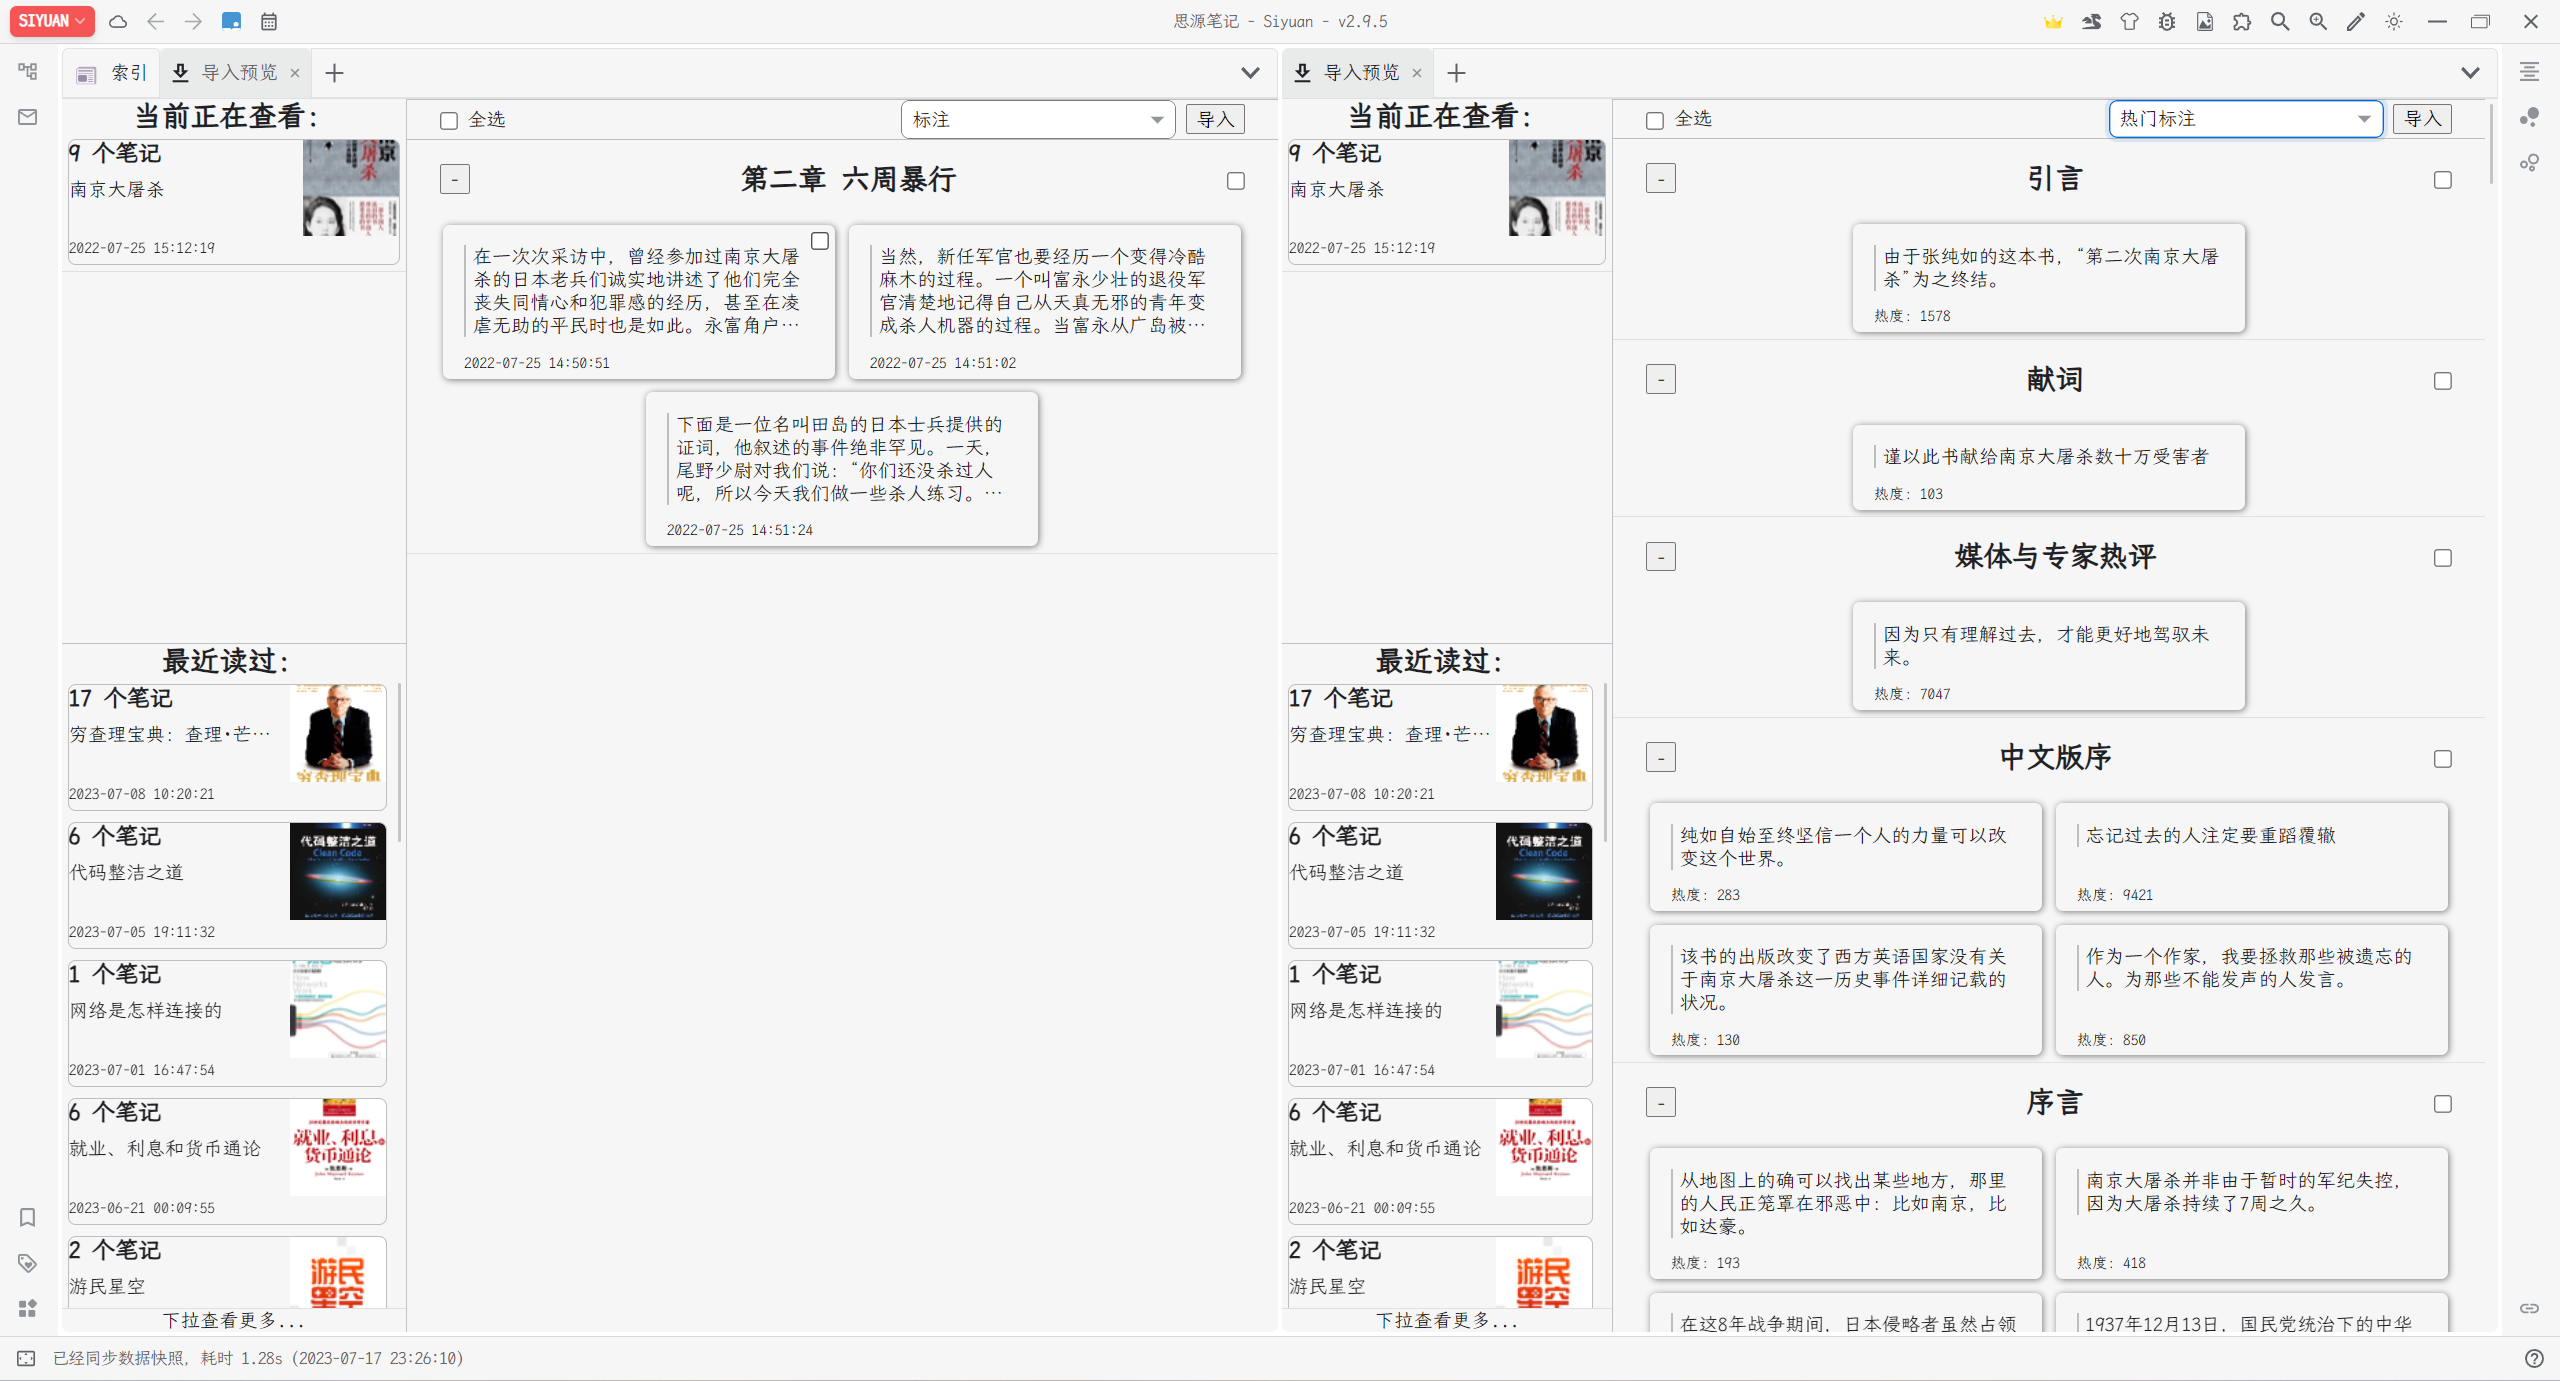 SIYUAN
思源笔记 - Siyuan - v2.9.5
索引
导入预览
当前正在查看：
9 个笔记
南京大屠杀
2022-07-25 15:12:19
最近读过：
17 个笔记
穷查理宝典：查理·芒…
2023-07-08 10:20:21
6 个笔记
代码整洁之道
2023-07-05 19:11:32
代码整洁之道
Clean Code
1 个笔记
网络是怎样连接的
2023-07-01 16:47:54
6 个笔记
就业、利息和货币通论
2023-06-21 00:09:55
就业、利息
货币通论
2 个笔记
游民星空
游民
下拉查看更多...
全选
标注
导入
-
第二章 六周暴行
在一次次采访中，曾经参加过南京大屠
杀的日本老兵们诚实地讲述了他们完全
丧失同情心和犯罪感的经历，甚至在凌
虐无助的平民时也是如此。永富角户…
2022-07-25 14:50:51
当然，新任军官也要经历一个变得冷酷
麻木的过程。一个叫富永少壮的退役军
官清楚地记得自己从天真无邪的青年变
成杀人机器的过程。当富永从广岛被…
2022-07-25 14:51:02
下面是一位名叫田岛的日本士兵提供的
证词，他叙述的事件绝非罕见。一天，
尾野少尉对我们说：“你们还没杀过人
呢，所以今天我们做一些杀人练习。…
2022-07-25 14:51:24
导入预览
当前正在查看：
9 个笔记
南京大屠杀
2022-07-25 15:12:19
最近读过：
17 个笔记
穷查理宝典：查理·芒…
2023-07-08 10:20:21
6 个笔记
代码整洁之道
2023-07-05 19:11:32
代码整洁之道
Clean Code
1 个笔记
网络是怎样连接的
2023-07-01 16:47:54
6 个笔记
就业、利息和货币通论
2023-06-21 00:09:55
就业、利息
货币通论
2 个笔记
游民星空
游民
下拉查看更多...
全选
热门标注
导入
-
引言
由于张纯如的这本书，“第二次南京大屠
杀”为之终结。
热度：1578
-
献词
谨以此书献给南京大屠杀数十万受害者
热度：103
-
媒体与专家热评
因为只有理解过去，才能更好地驾驭未
来。
热度：7047
-
中文版序
纯如自始至终坚信一个人的力量可以改
变这个世界。
热度：283
忘记过去的人注定要重蹈覆辙
热度：9421
该书的出版改变了西方英语国家没有关
于南京大屠杀这一历史事件详细记载的
状况。
热度：130
作为一个作家，我要拯救那些被遗忘的
人。为那些不能发声的人发言。
热度：850
-
序言
从地图上的确可以找出某些地方，那里
的人民正笼罩在邪恶中：比如南京，比
如达豪。
热度：193
南京大屠杀并非由于暂时的军纪失控，
因为大屠杀持续了7周之久。
热度：418
在这8年战争期间，日本侵略者虽然占领
1937年12月13日，国民党统治下的中华
已经同步数据快照，耗时 1.28s (2023-07-17 23:26:10)